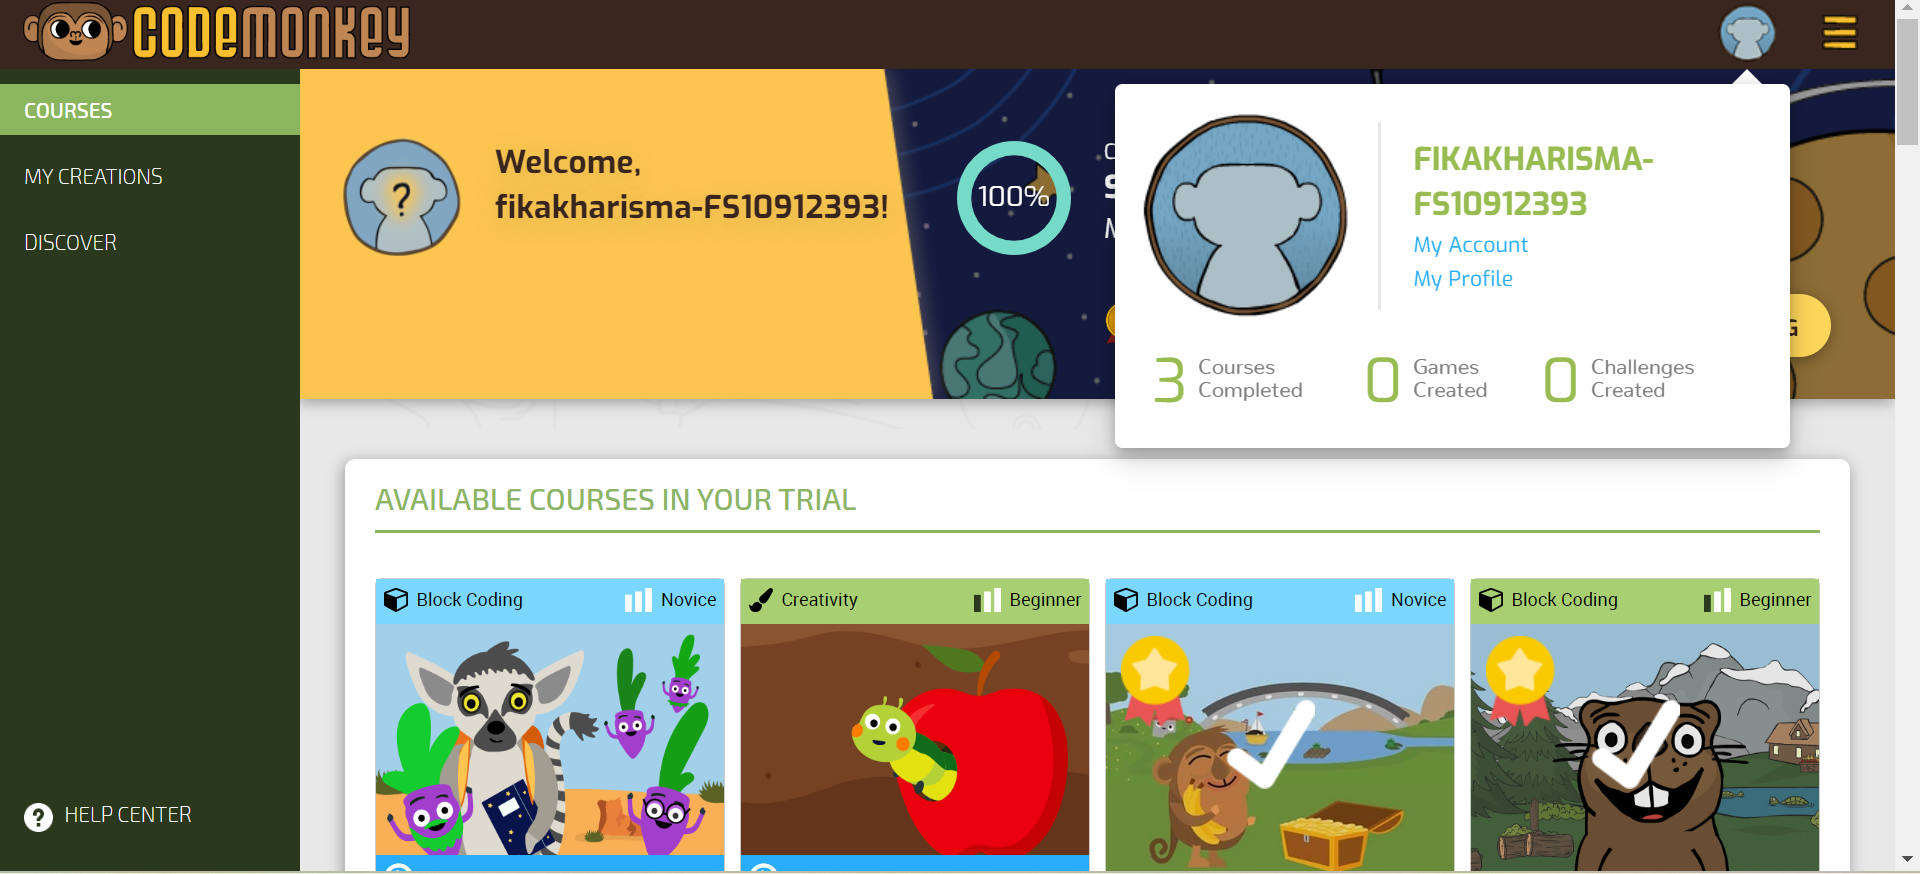 CODEMONKEY
COURSES
MY CREATIONS
DISCOVER
HELP CENTER
Welcome,
fikakharisma-FS10912393!
100%
FIKAKHARISMA-
FS10912393
My Account
My Profile
3 Courses
Completed
0 Games
Created
0 Challenges
Created
AVAILABLE COURSES IN YOUR TRIAL
Block Coding Novice
Creativity Beginner
Block Coding Novice
Block Coding Beginner